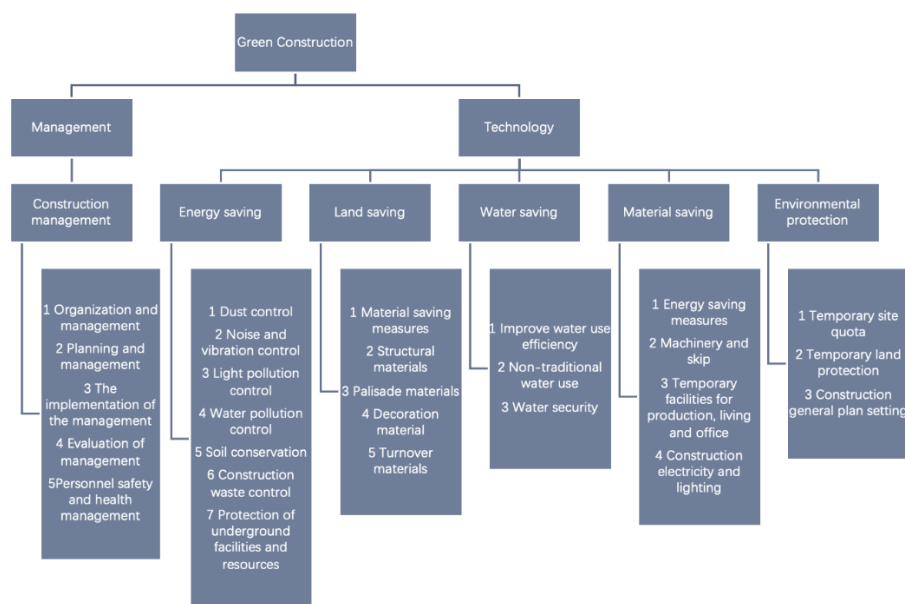 Green Construction
Management
Technology
Construction
management
Energy saving
Land saving
Water saving
Material saving
Environmental
protection
1 Organization and
management
2 Planning and
management
3 The
implementation of
the management
4 Evaluation of
management
5Personnel safety
and health
management
1 Dust control
2 Noise and
vibration control
3 Light pollution
control
4 Water pollution
control
5 Soil conservation
6 Construction
waste control
7 Protection of
underground
facilities and
resources
1 Material saving
measures
2 Structural
materials
3 Palisade materials
4 Decoration
material
5 Turnover
materials
1 Improve water use
efficiency
2 Non-traditional
water use
3 Water security
1 Energy saving
measures
2 Machinery and
skip
3 Temporary
facilities for
production, living
and office
4 Construction
electricity and
lighting
1 Temporary site
quota
2 Temporary land
protection
3 Construction
general plan setting